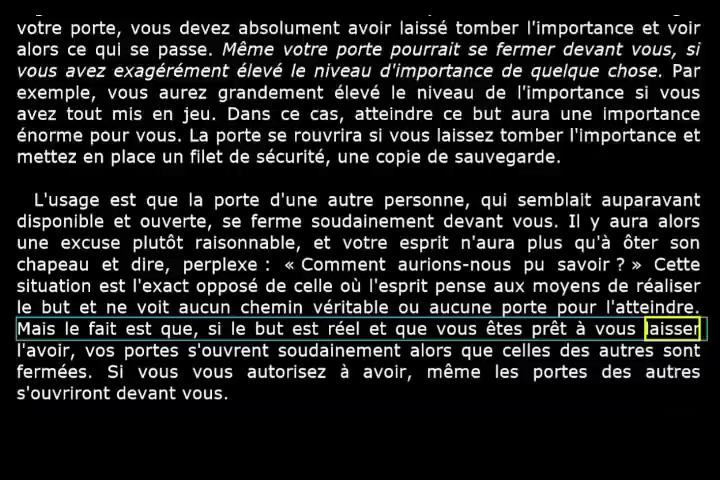 votre porte, vous devez absolument avoir laissé tomber l'importance et voir
alors ce qui se passe. Même votre porte pourrait se fermer devant vous, si
vous avez exagérément élevé le niveau d'importance de quelque chose. Par
exemple, vous aurez grandement élevé le niveau de l'importance si vous
avez tout mis en jeu. Dans ce cas, atteindre ce but aura une importance
énorme pour vous. La porte se rouvrira si vous laissez tomber l'importance et
mettez en place un filet de sécurité, une copie de sauvegarde.
L'usage est que la porte d'une autre personne, qui semblait auparavant
disponible et ouverte, se ferme soudainement devant vous. Il y aura alors
une excuse plutôt raisonnable, et votre esprit n'aura plus qu'à ôter son
chapeau et dire, perplexe : « Comment aurions-nous pu savoir ? » Cette
situation est l'exact opposé de celle où l'esprit pense aux moyens de réaliser
le but et ne voit aucun chemin véritable ou aucune porte pour l'atteindre.
Mais le fait est que, si le but est réel et que vous êtes prêt à vous laisser
l'avoir, vos portes s'ouvrent soudainement alors que celles des autres sont
fermées. Si vous vous autorisez à avoir, même les portes des autres
s'ouvriront devant vous.